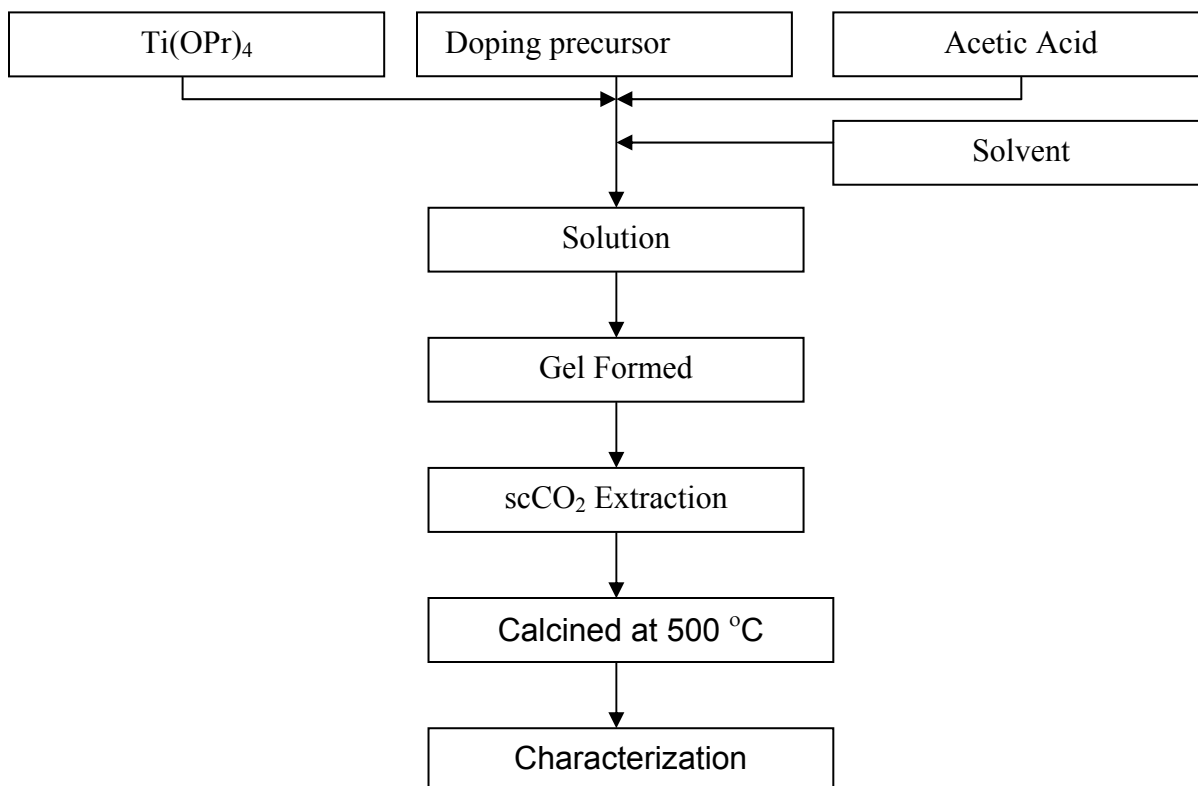 Ti(OPr)₄
Doping precursor
Acetic Acid
Solvent
Solution
Gel Formed
scCO₂ Extraction
Calcined at 500 °C
Characterization